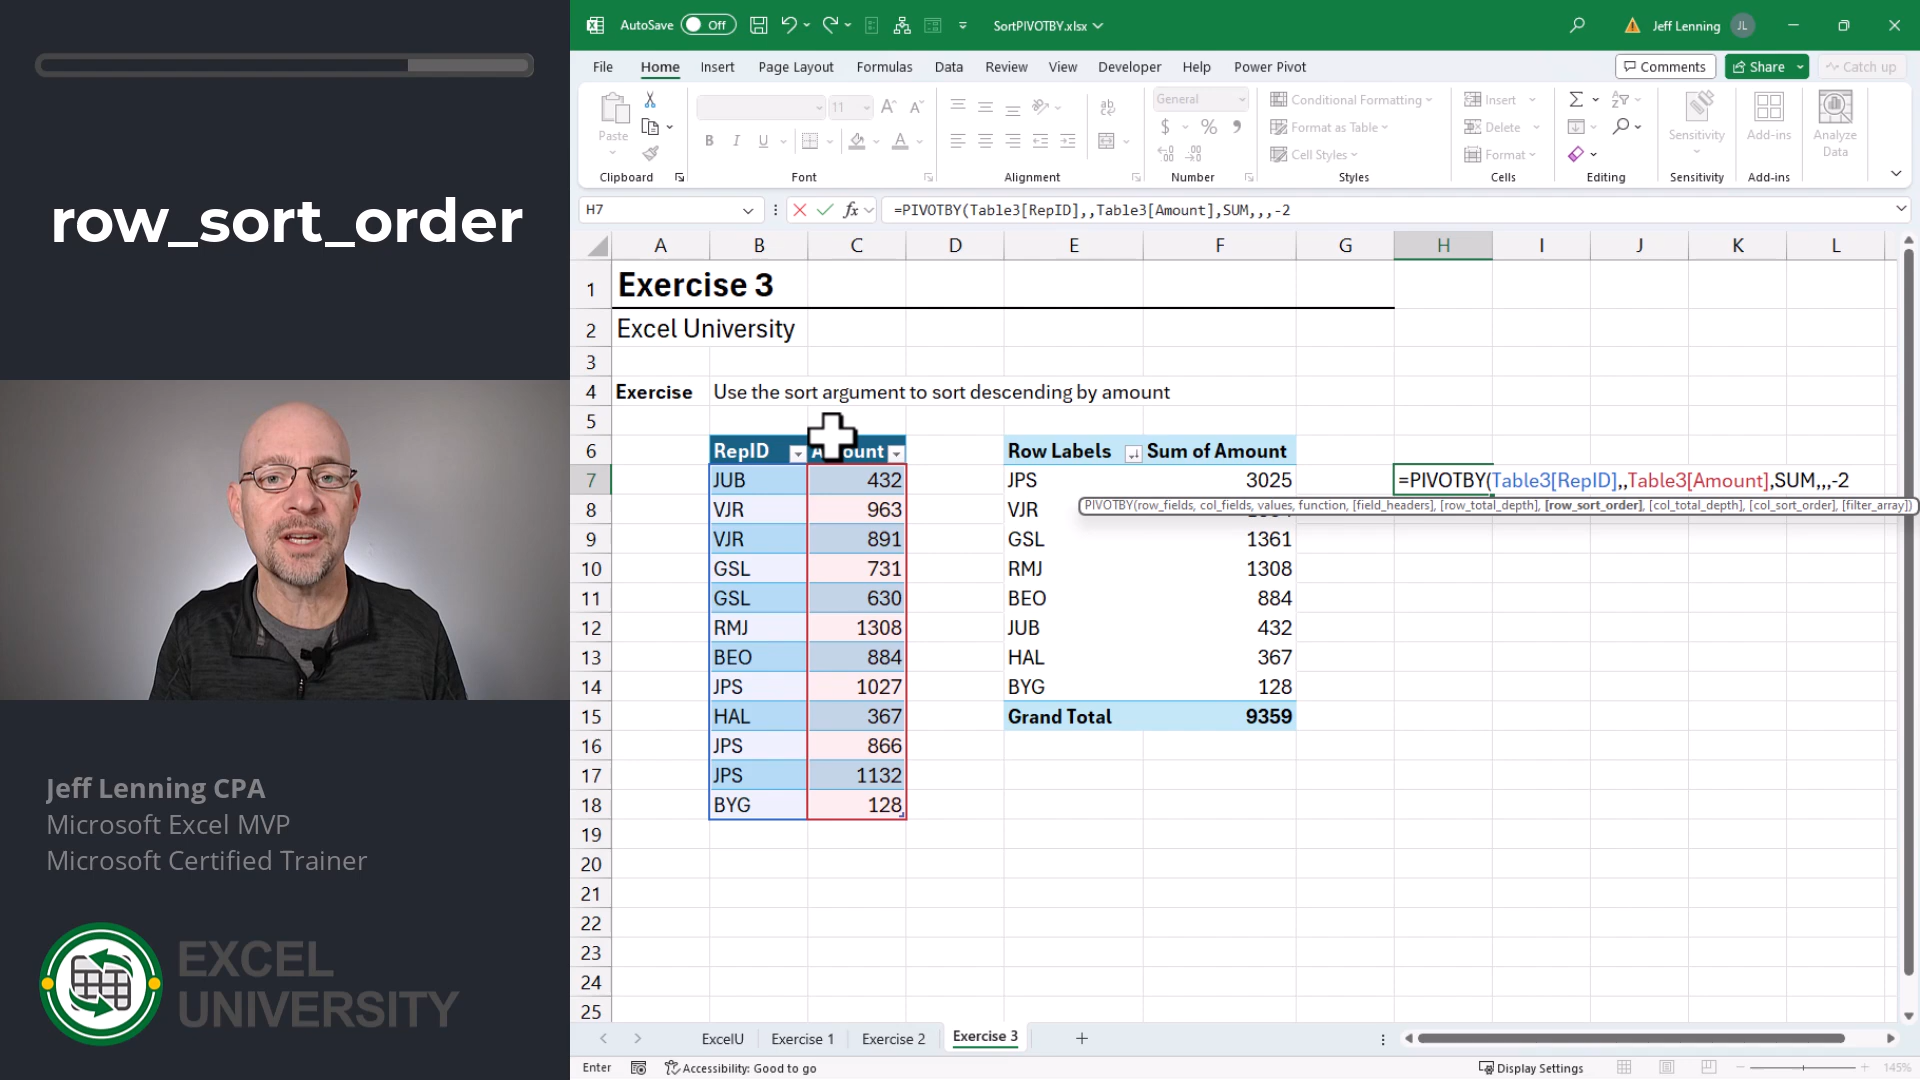 row_sort_order
Jeff Lenning CPA
Microsoft Excel MVP
Microsoft Certified Trainer
EXCEL
UNIVERSITY
AutoSave Off SortPIVOTBY.xlsx Jeff Lenning JL
File Home Insert Page Layout Formulas Data Review View Developer Help Power Pivot Comments Share Catch up
Paste
Clipboard
11
B I U A
Font
ab
Alignment
General
$ % 9
Number
Conditional Formatting
Format as Table
Cell Styles
Styles
Insert
Delete
Format
Cells
Editing
Sensitivity
Sensitivity
Add-ins
Add-ins
Analyze
Data
H7 fx =PIVOTBY(Table3[RepID],,Table3[Amount],SUM,,,-2
A B C D E F G H I J K L
1 Exercise 3
2 Excel University
3
4 Exercise Use the sort argument to sort descending by amount
5
6 RepID Amount Row Labels Sum of Amount
7 JUB 432 JPS 3025 =PIVOTBY(Table3[RepID],,Table3[Amount],SUM,,,-2
PIVOTBY(row_fields, col_fields, values, function, [field_headers], [row_total_depth], [row_sort_order], [col_total_depth], [col_sort_order], [filter_array])
8 VJR 963 VJR
9 VJR 891 GSL 1361
10 GSL 731 RMJ 1308
11 GSL 630 BEO 884
12 RMJ 1308 JUB 432
13 BEO 884 HAL 367
14 JPS 1027 BYG 128
15 HAL 367 Grand Total 9359
16 JPS 866
17 JPS 1132
18 BYG 128
19
20
21
22
23
24
25
ExcelU Exercise 1 Exercise 2 Exercise 3
Enter Accessibility: Good to go Display Settings 145%